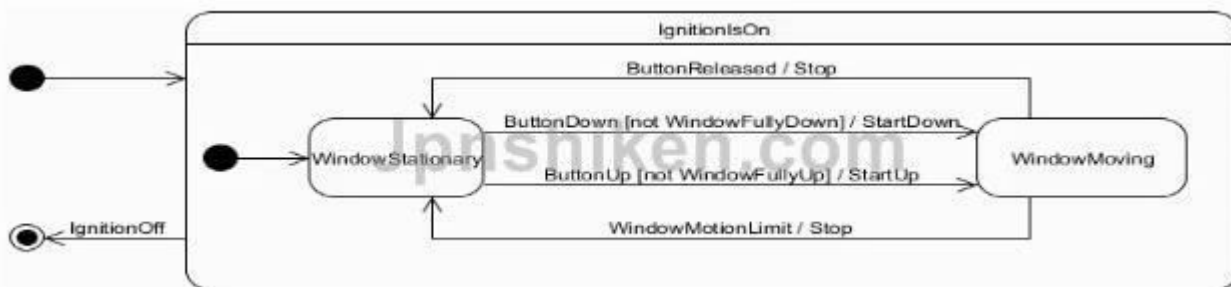 IgnitionIsOn
ButtonReleased / Stop
ButtonDown [not WindowFullyDown] / StartDown
Jpnshiken.com
WindowStationary
WindowMoving
ButtonUp [not WindowFullyUp] / StartUp
IgnitionOff
WindowMotionLimit / Stop